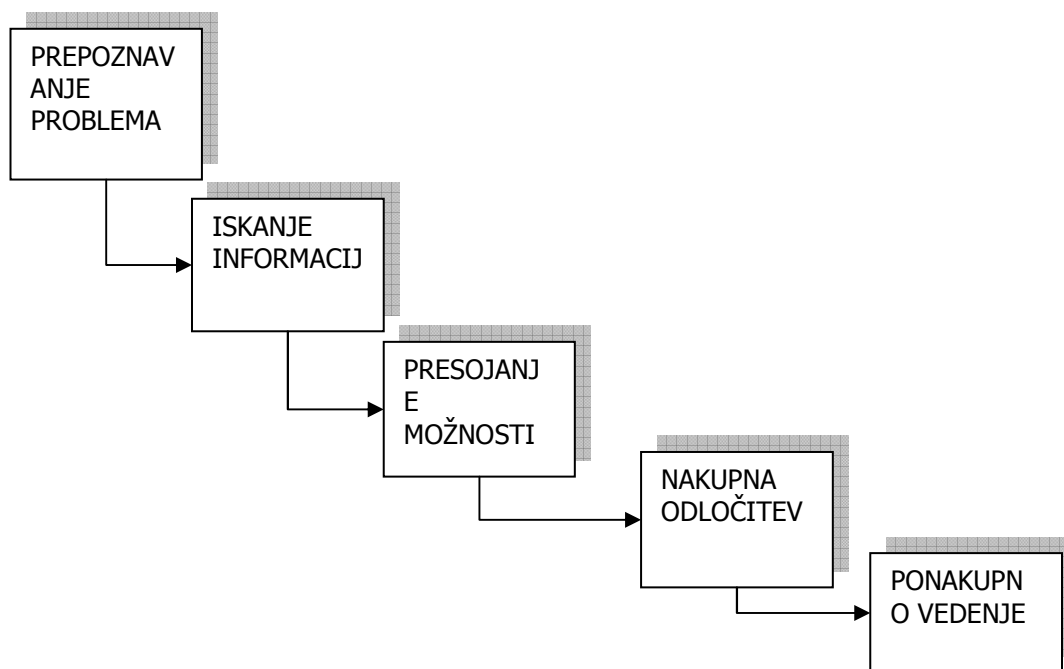 PREPOZNAV
ANJE
PROBLEMA
ISKANJE
INFORMACIJ
PRESOJANJ
E
MOŽNOSTI
NAKUPNA
ODLOČITEV
PONAKUPN
O VEDENJE